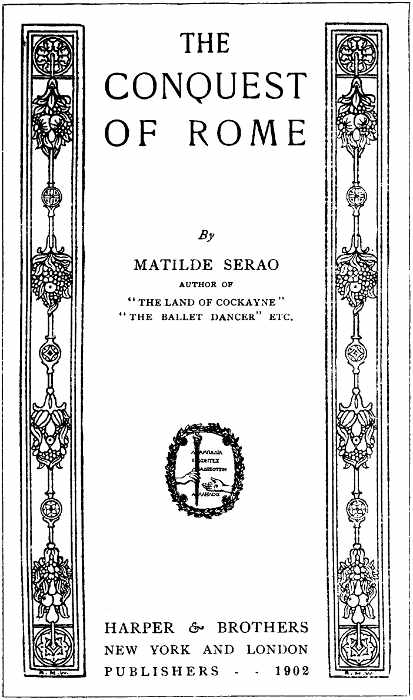 THE
CONQUEST
OF ROME
By
MATILDE SERAO
AUTHOR OF
"THE LAND OF COCKAYNE"
"THE BALLET DANCER" ETC.
HARPER & BROTHERS
NEW YORK AND LONDON
PUBLISHERS - - 1902